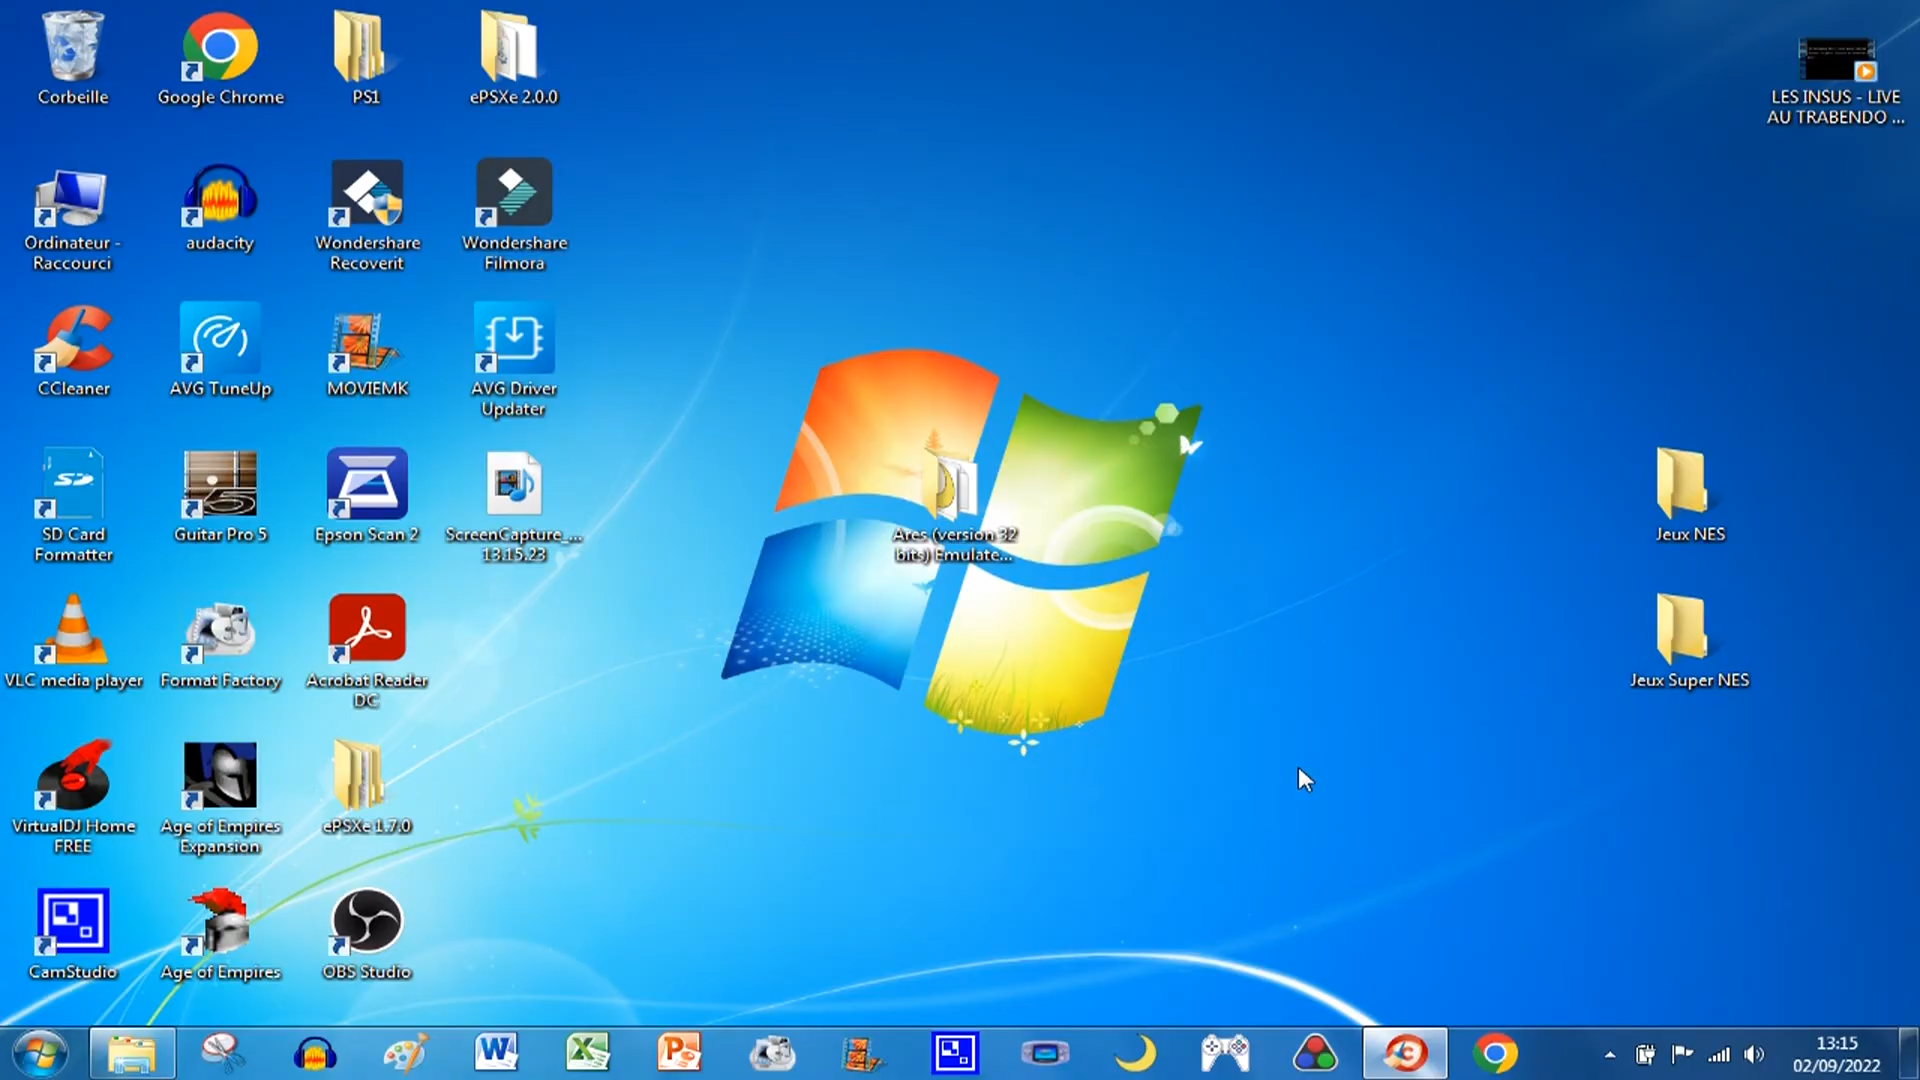 Corbeille
Google Chrome
PS1
ePSXe 2.0.0
LES INSUS - LIVE
AU TRABENDO ...
Ordinateur -
Raccourci
audacity
Wondershare
Recoverit
Wondershare
Filmora
CCleaner
AVG TuneUp
MOVIEMK
AVG Driver
Updater
SD
SD Card
Formatter
5
Guitar Pro 5
Epson Scan 2
ScreenCapture_...
13.15.23
Ares (version 32
bits) Emulate...
Jeux NES
VLC media player
Format Factory
Acrobat Reader
DC
Jeux Super NES
VirtualDJ Home
FREE
Age of Empires
Expansion
ePSXe 1.7.0
CamStudio
Age of Empires
OBS Studio
13:15
02/09/2022